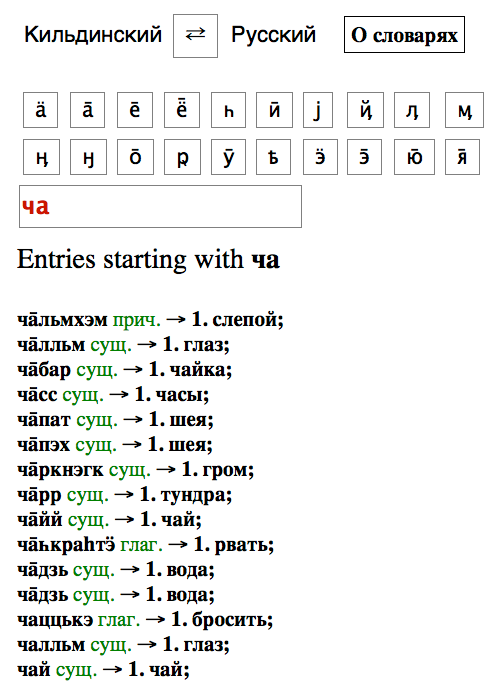 Кильдинский ⇄ Русский О словарях
ӓ а̄ е̄ ё̄ һ ӣ ј ҋ ӆ ӎ
ӊ ӈ о̄ ҏ ӯ ҍ ӭ э̄ ю̄ я̄
ча
Entries starting with ча
ча̄льмхэм прич. → 1. слепой;
ча̄лльм сущ. → 1. глаз;
ча̄бар сущ. → 1. чайка;
ча̄сс сущ. → 1. часы;
ча̄пат сущ. → 1. шея;
ча̄пэх сущ. → 1. шея;
ча̄ркнэгк сущ. → 1. гром;
ча̄рр сущ. → 1. тундра;
ча̄йй сущ. → 1. чай;
ча̄һкраһтӭ глаг. → 1. рвать;
ча̄дзь сущ. → 1. вода;
ча̄дзь сущ. → 1. вода;
чаццькэ глаг. → 1. бросить;
чалльм сущ. → 1. глаз;
чай сущ. → 1. чай;